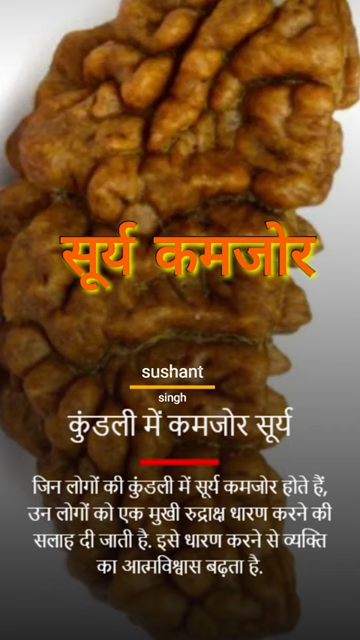 सूर्य कमजोर
sushant
singh
कुंडली में कमजोर सूर्य
जिन लोगों की कुंडली में सूर्य कमजोर होते हैं,
उन लोगों को एक मुखी रुद्राक्ष धारण करने की
सलाह दी जाती है. इसे धारण करने से व्यक्ति
का आत्मविश्वास बढ़ता है.